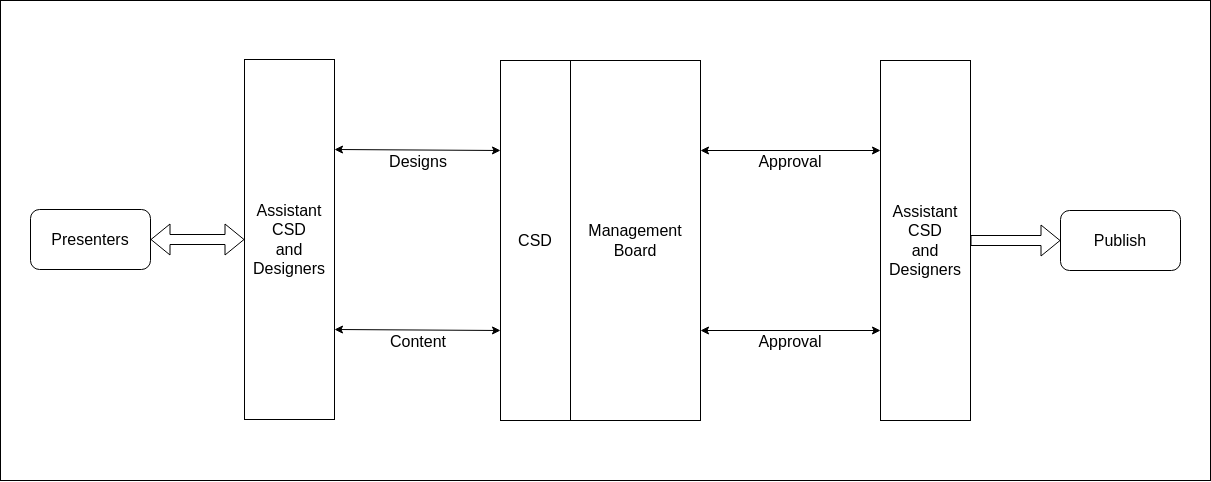 Presenters
Assistant
CSD
and
Designers
Designs
Content
CSD
Management
Board
Approval
Approval
Assistant
CSD
and
Designers
Publish